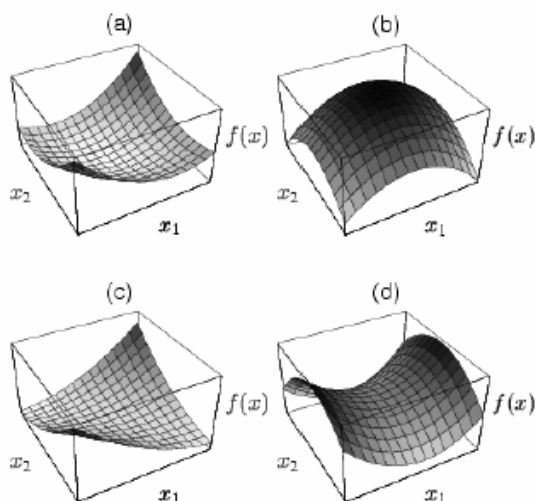 (a)
(b)
f(x)
f(x)
x₂
x₂
x₁
x₁
(c)
(d)
f(x)
f(x)
x₂
x₂
x₁
x₁